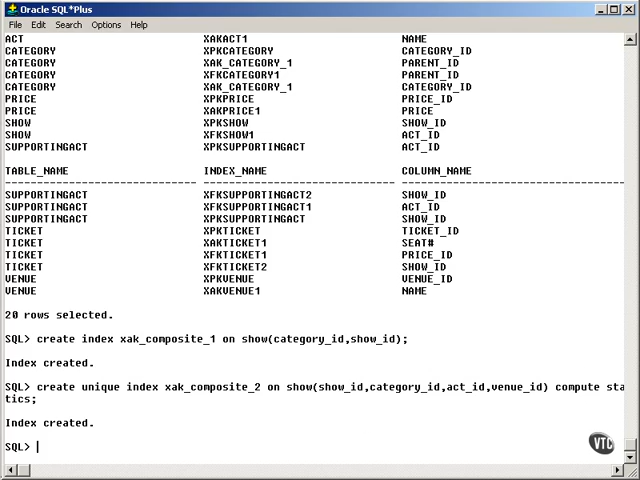 Oracle SQL*Plus
File Edit Search Options Help
ACT XAKACT1 NAME
CATEGORY XPKCATEGORY CATEGORY_ID
CATEGORY XAK_CATEGORY_1 PARENT_ID
CATEGORY XFKCATEGORY1 PARENT_ID
CATEGORY XAK_CATEGORY_1 CATEGORY_ID
PRICE XPKPRICE PRICE_ID
PRICE XAKPRICE1 PRICE
SHOW XPKSHOW SHOW_ID
SHOW XFKSHOW1 ACT_ID
SUPPORTINGACT XPKSUPPORTINGACT ACT_ID
TABLE_NAME INDEX_NAME COLUMN_NAME
-------------------------------- -------------------------------- --------------------------------
SUPPORTINGACT XFKSUPPORTINGACT2 SHOW_ID
SUPPORTINGACT XFKSUPPORTINGACT1 ACT_ID
SUPPORTINGACT XPKSUPPORTINGACT SHOW_ID
TICKET XPKTICKET TICKET_ID
TICKET XAKTICKET1 SEAT#
TICKET XFKTICKET1 PRICE_ID
TICKET XFKTICKET2 SHOW_ID
VENUE XPKVENUE VENUE_ID
VENUE XAKVENUE1 NAME
20 rows selected.
SQL> create index xak_composite_1 on show(category_id,show_id);
Index created.
SQL> create unique index xak_composite_2 on show(show_id,category_id,act_id,venue_id) compute sta
tics;
Index created.
SQL>
VTC